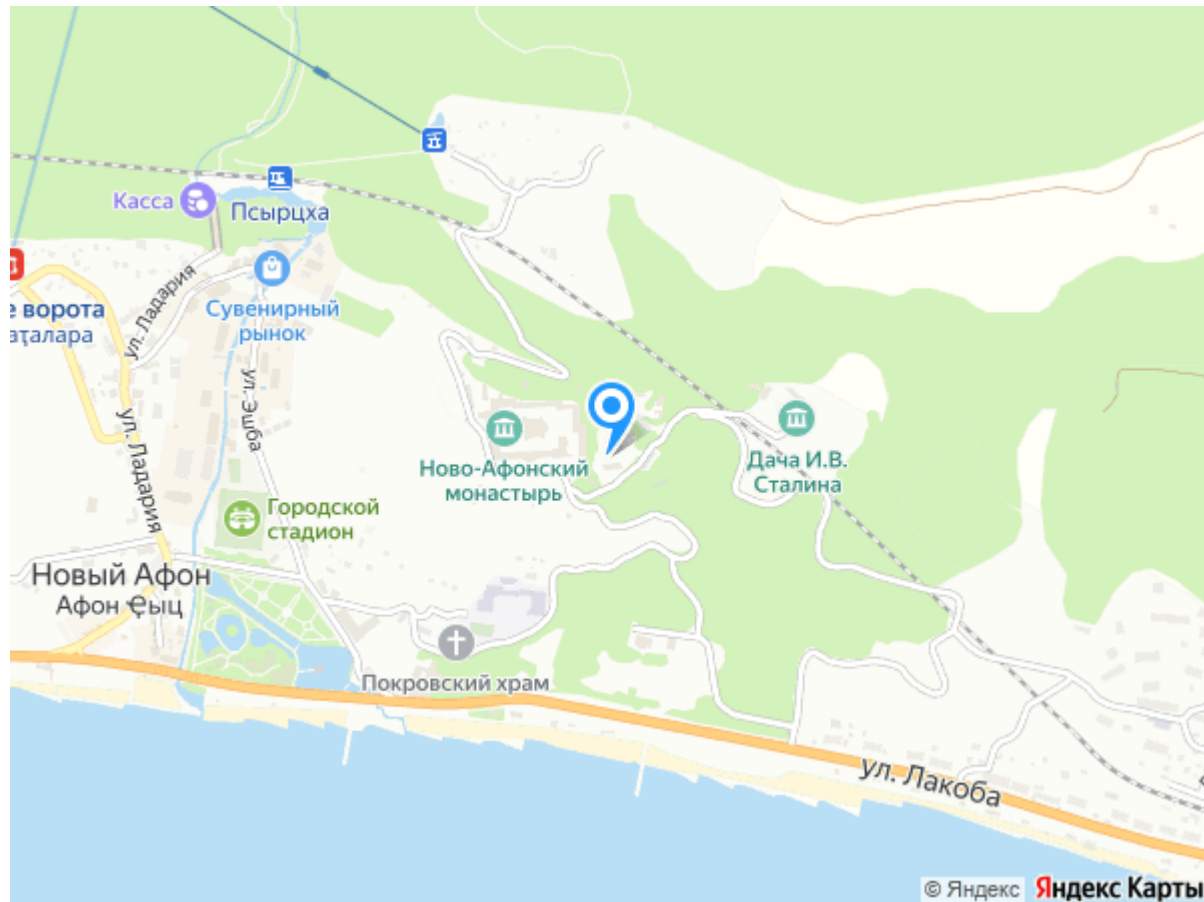 Касса
Псырцха
Сувенирный
рынок
ул. Ладария
е ворота
аҭалара
ул. Эшба
ул. Ладария
Ново-Афонский
монастырь
Дача И.В.
Сталина
Городской
стадион
Новый Афон
Афон Ҿыц
Покровский храм
ул. Лакоба
© Яндекс
Яндекс Карты